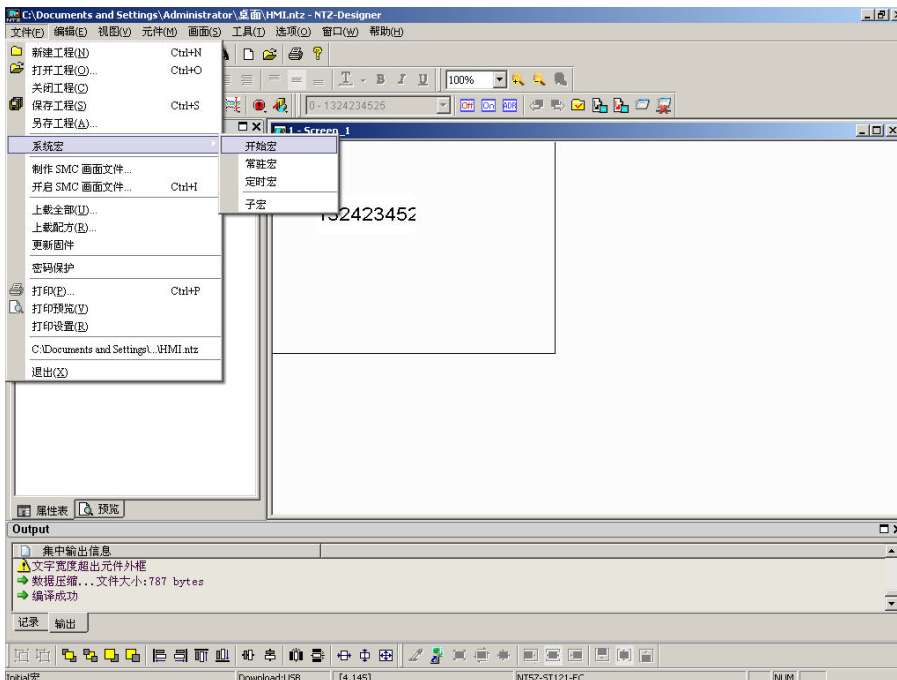 C:\Documents and Settings\Administrator\桌面\HMI.ntz - NTZ-Designer
文件(F) 编辑(E) 视图(V) 元件(M) 画面(S) 工具(T) 选项(O) 窗口(W) 帮助(H)
新建工程(N) Ctrl+N
打开工程(O)... Ctrl+O
关闭工程(C)
保存工程(S) Ctrl+S
另存工程(A)...
系统宏
制作 SMC 画面文件...
开启 SMC 画面文件... Ctrl+I
上载全部(U)...
上载配方(R)...
更新固件
密码保护
打印(P)... Ctrl+P
打印预览(V)
打印设置(R)
C:\Documents and Settings\...\HMI.ntz
退出(X)
开始宏
常驻宏
定时宏
子宏
B I U 100%
0 - 1324234525 Off On ADR
1 - Screen_1
132423452
属性表 预览
Output
集中输出信息
文字宽度超出元件外框
数据压缩...文件大小:787 bytes
编译成功
记录 输出
Initial宏 Download:USB [4,145] NT5Z-ST121-EC NUM